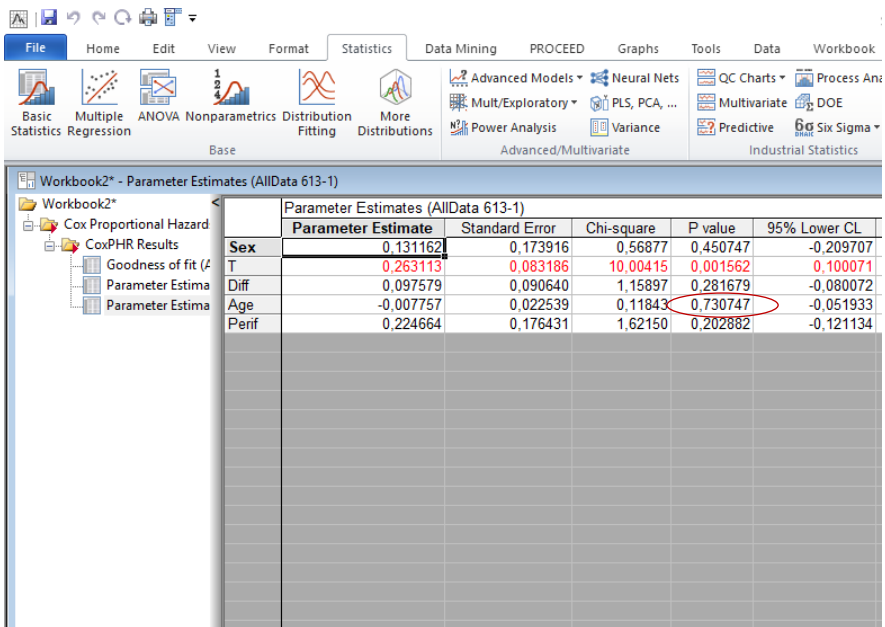 File Home Edit View Format Statistics Data Mining PROCEED Graphs Tools Data Workbook
Basic Statistics
Multiple Regression
ANOVA
Nonparametrics
Distribution Fitting
More Distributions
Base
Advanced Models
Mult/Exploratory
Power Analysis
Neural Nets
PLS, PCA, ...
Variance
Advanced/Multivariate
QC Charts
Multivariate
Predictive
Process Ana
DOE
Six Sigma
Industrial Statistics
Workbook2* - Parameter Estimates (AllData 613-1)
Workbook2*
Cox Proportional Hazard
CoxPHR Results
Goodness of fit (A
Parameter Estima
Parameter Estima
Parameter Estimates (AllData 613-1)
Parameter Estimate Standard Error Chi-square P value 95% Lower CL
Sex 0,131162 0,173916 0,56877 0,450747 -0,209707
T 0,263113 0,083186 10,00415 0,001562 0,100071
Diff 0,097579 0,090640 1,15897 0,281679 -0,080072
Age -0,007757 0,022539 0,11843 0,730747 -0,051933
Perif 0,224664 0,176431 1,62150 0,202882 -0,121134